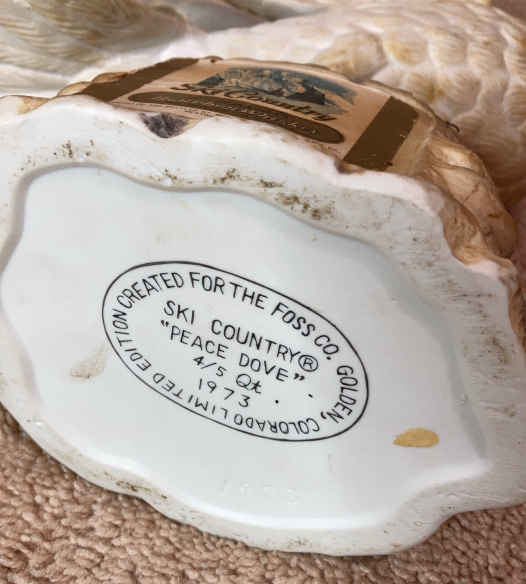 Ski Country
CREATED FOR THE FOSS CO. GOLDEN, COLORADO LIMITED EDITION
SKI COUNTRY®
"PEACE DOVE"
4/5 Qt.
1973